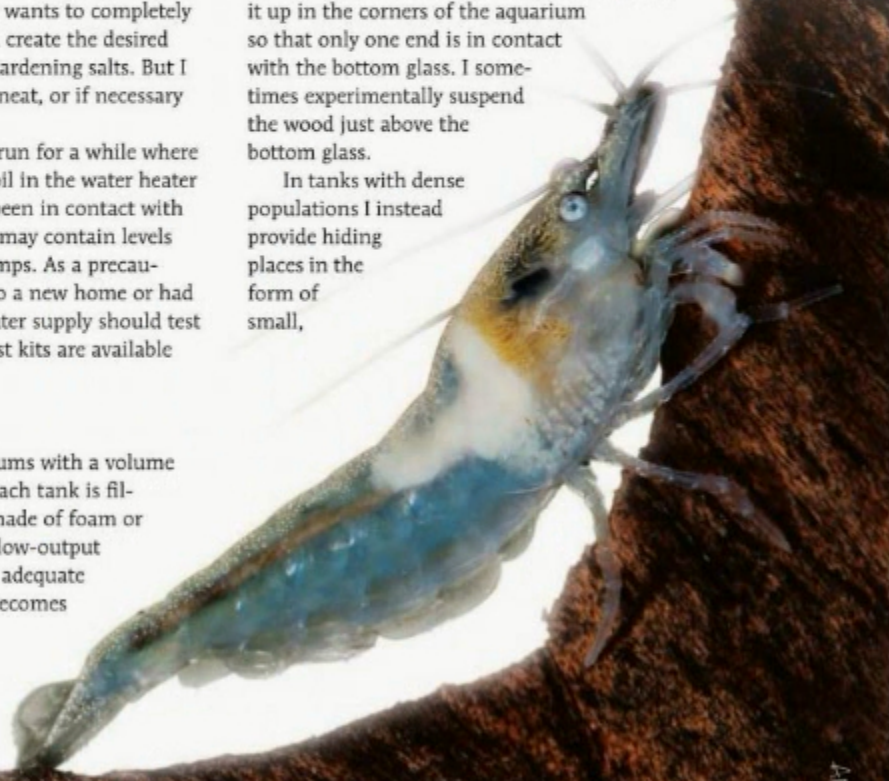 wants to completely
create the desired
ardening salts. But I
neat, or if necessary
run for a while where
il in the water heater
een in contact with
may contain levels
mps. As a precau-
o a new home or had
ter supply should test
st kits are available
ums with a volume
ach tank is fil-
nade of foam or
low-output
adequate
ecomes
it up in the corners of the aquarium
so that only one end is in contact
with the bottom glass. I some-
times experimentally suspend
the wood just above the
bottom glass.
In tanks with dense
populations I instead
provide hiding
places in the
form of
small,